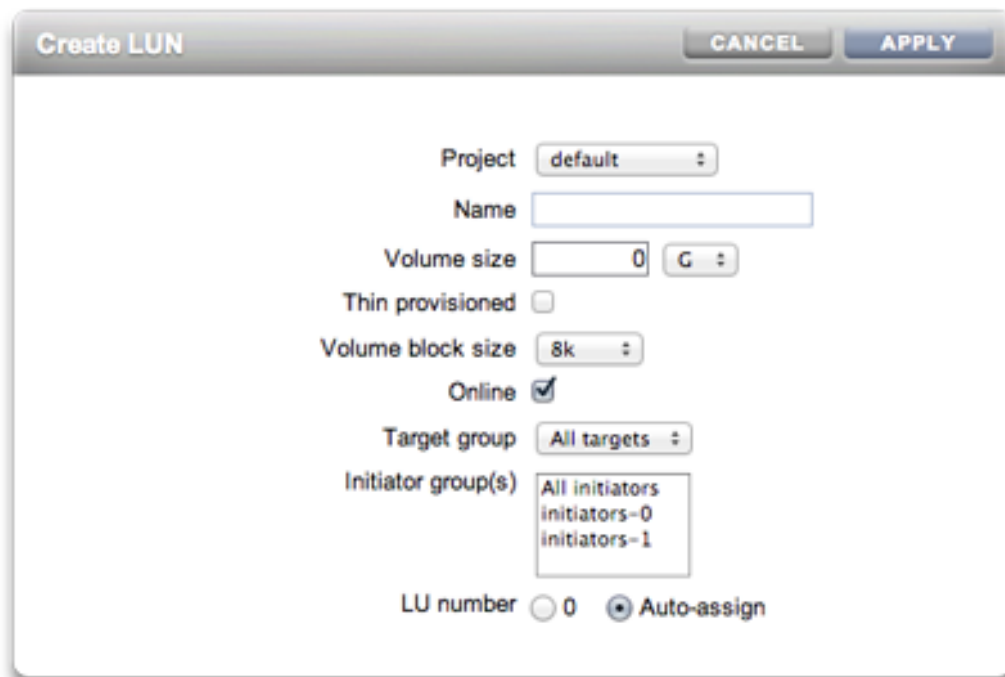 Create LUN CANCEL APPLY
Project default
Name
Volume size 0 G
Thin provisioned
Volume block size 8k
Online
Target group All targets
Initiator group(s) All initiators
initiators-0
initiators-1
LU number 0 Auto-assign